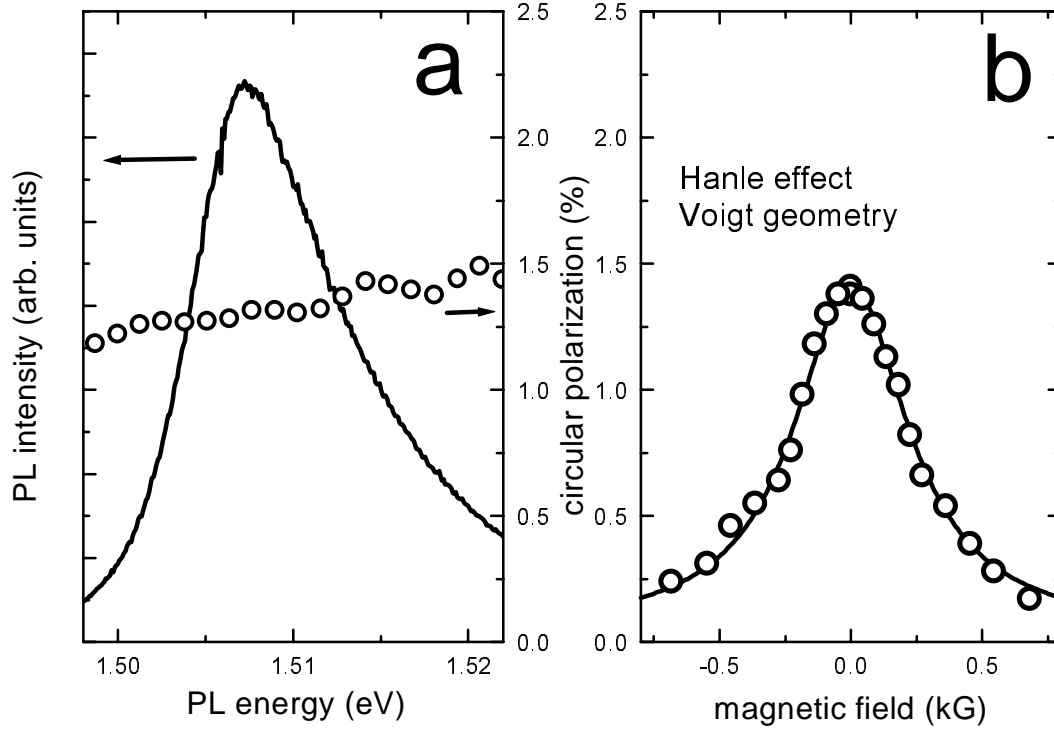 a
PL intensity (arb. units)
1.50
1.51
1.52
PL energy (eV)
2.5
2.0
1.5
1.0
0.5
0.0
circular polarization (%)
b
Hanle effect
Voigt geometry
2.5
2.0
1.5
1.0
0.5
0.0
-0.5
0.0
0.5
magnetic field (kG)